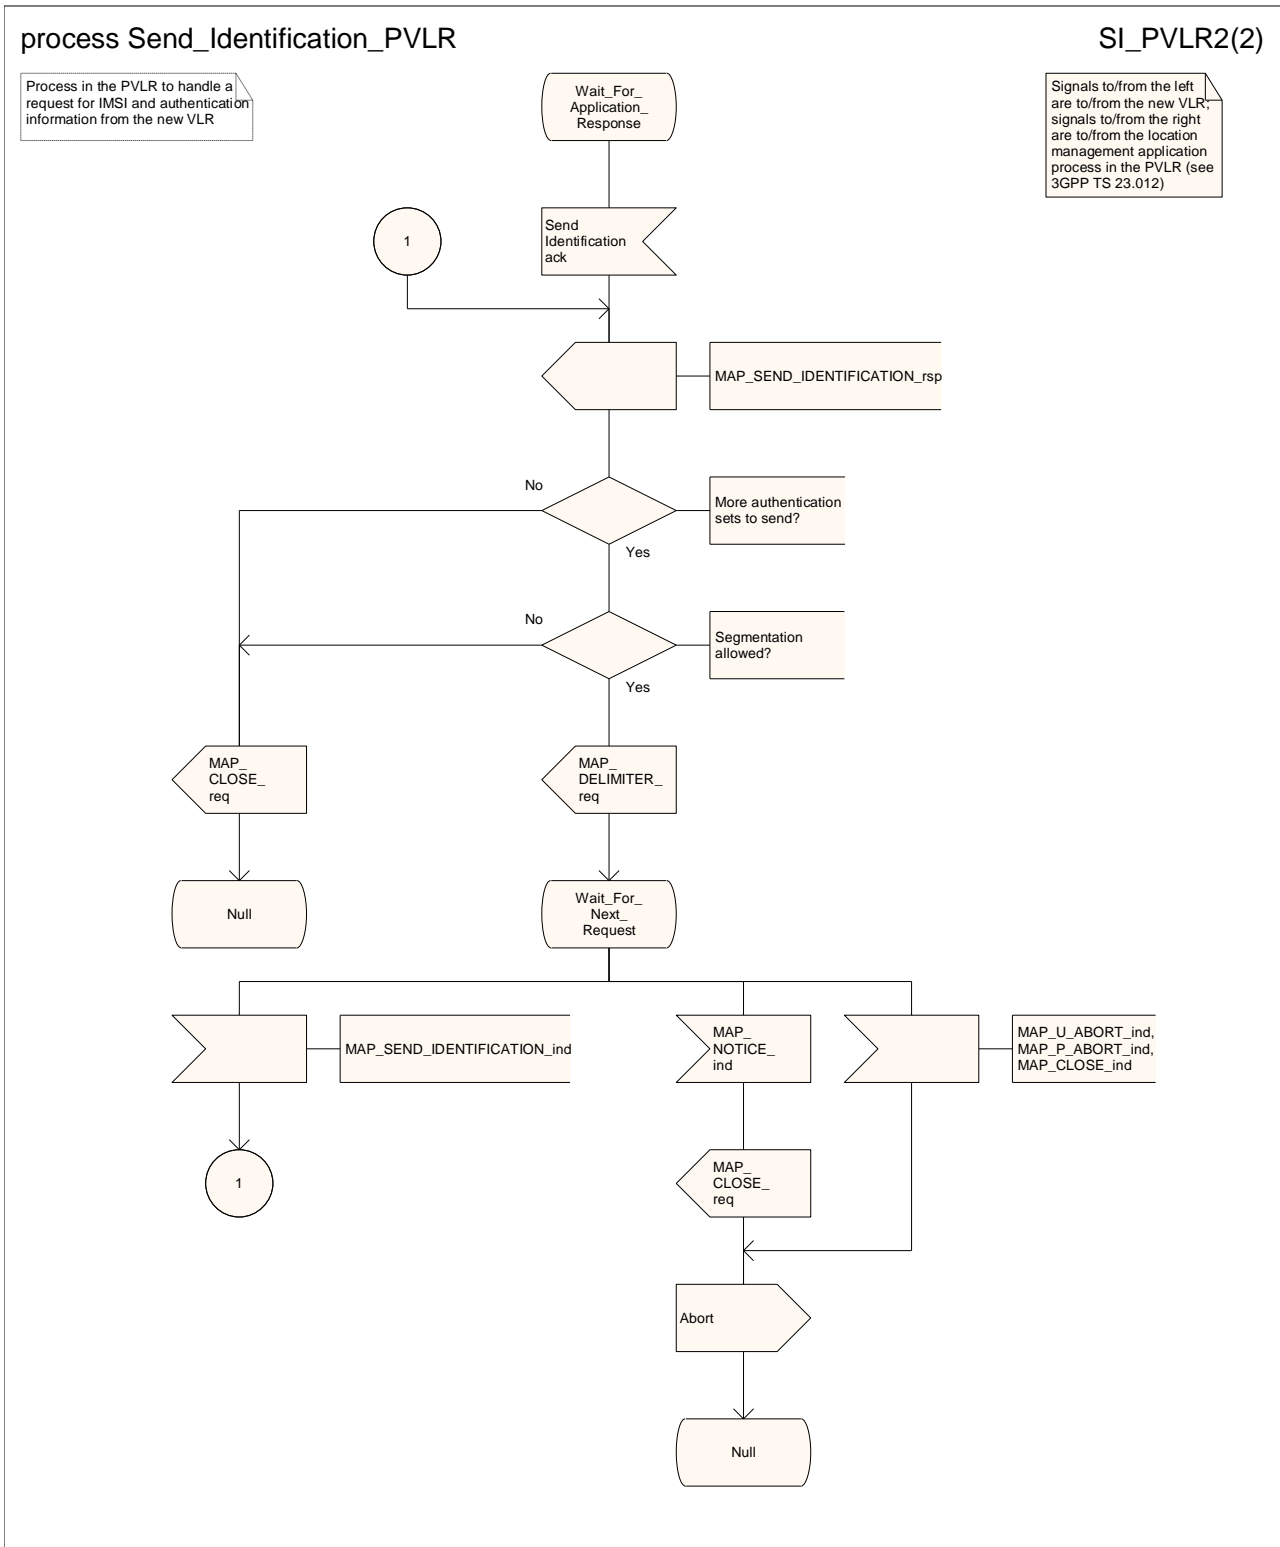 process Send_Identification_PVLR
SI_PVLR2(2)
Process in the PVLR to handle a
request for IMSI and authentication
information from the new VLR
Wait_For_
Application_
Response
Signals to/from the left
are to/from the new VLR;
signals to/from the right
are to/from the location
management application
process in the PVLR (see
3GPP TS 23.012)
1
Send
Identification
ack
MAP_SEND_IDENTIFICATION_rsp
No
More authentication
sets to send?
Yes
No
Segmentation
allowed?
Yes
MAP_
CLOSE_
req
MAP_
DELIMITER_
req
Null
Wait_For_
Next_
Request
MAP_SEND_IDENTIFICATION_ind
MAP_
NOTICE_
ind
MAP_U_ABORT_ind,
MAP_P_ABORT_ind,
MAP_CLOSE_ind
1
MAP_
CLOSE_
req
Abort
Null